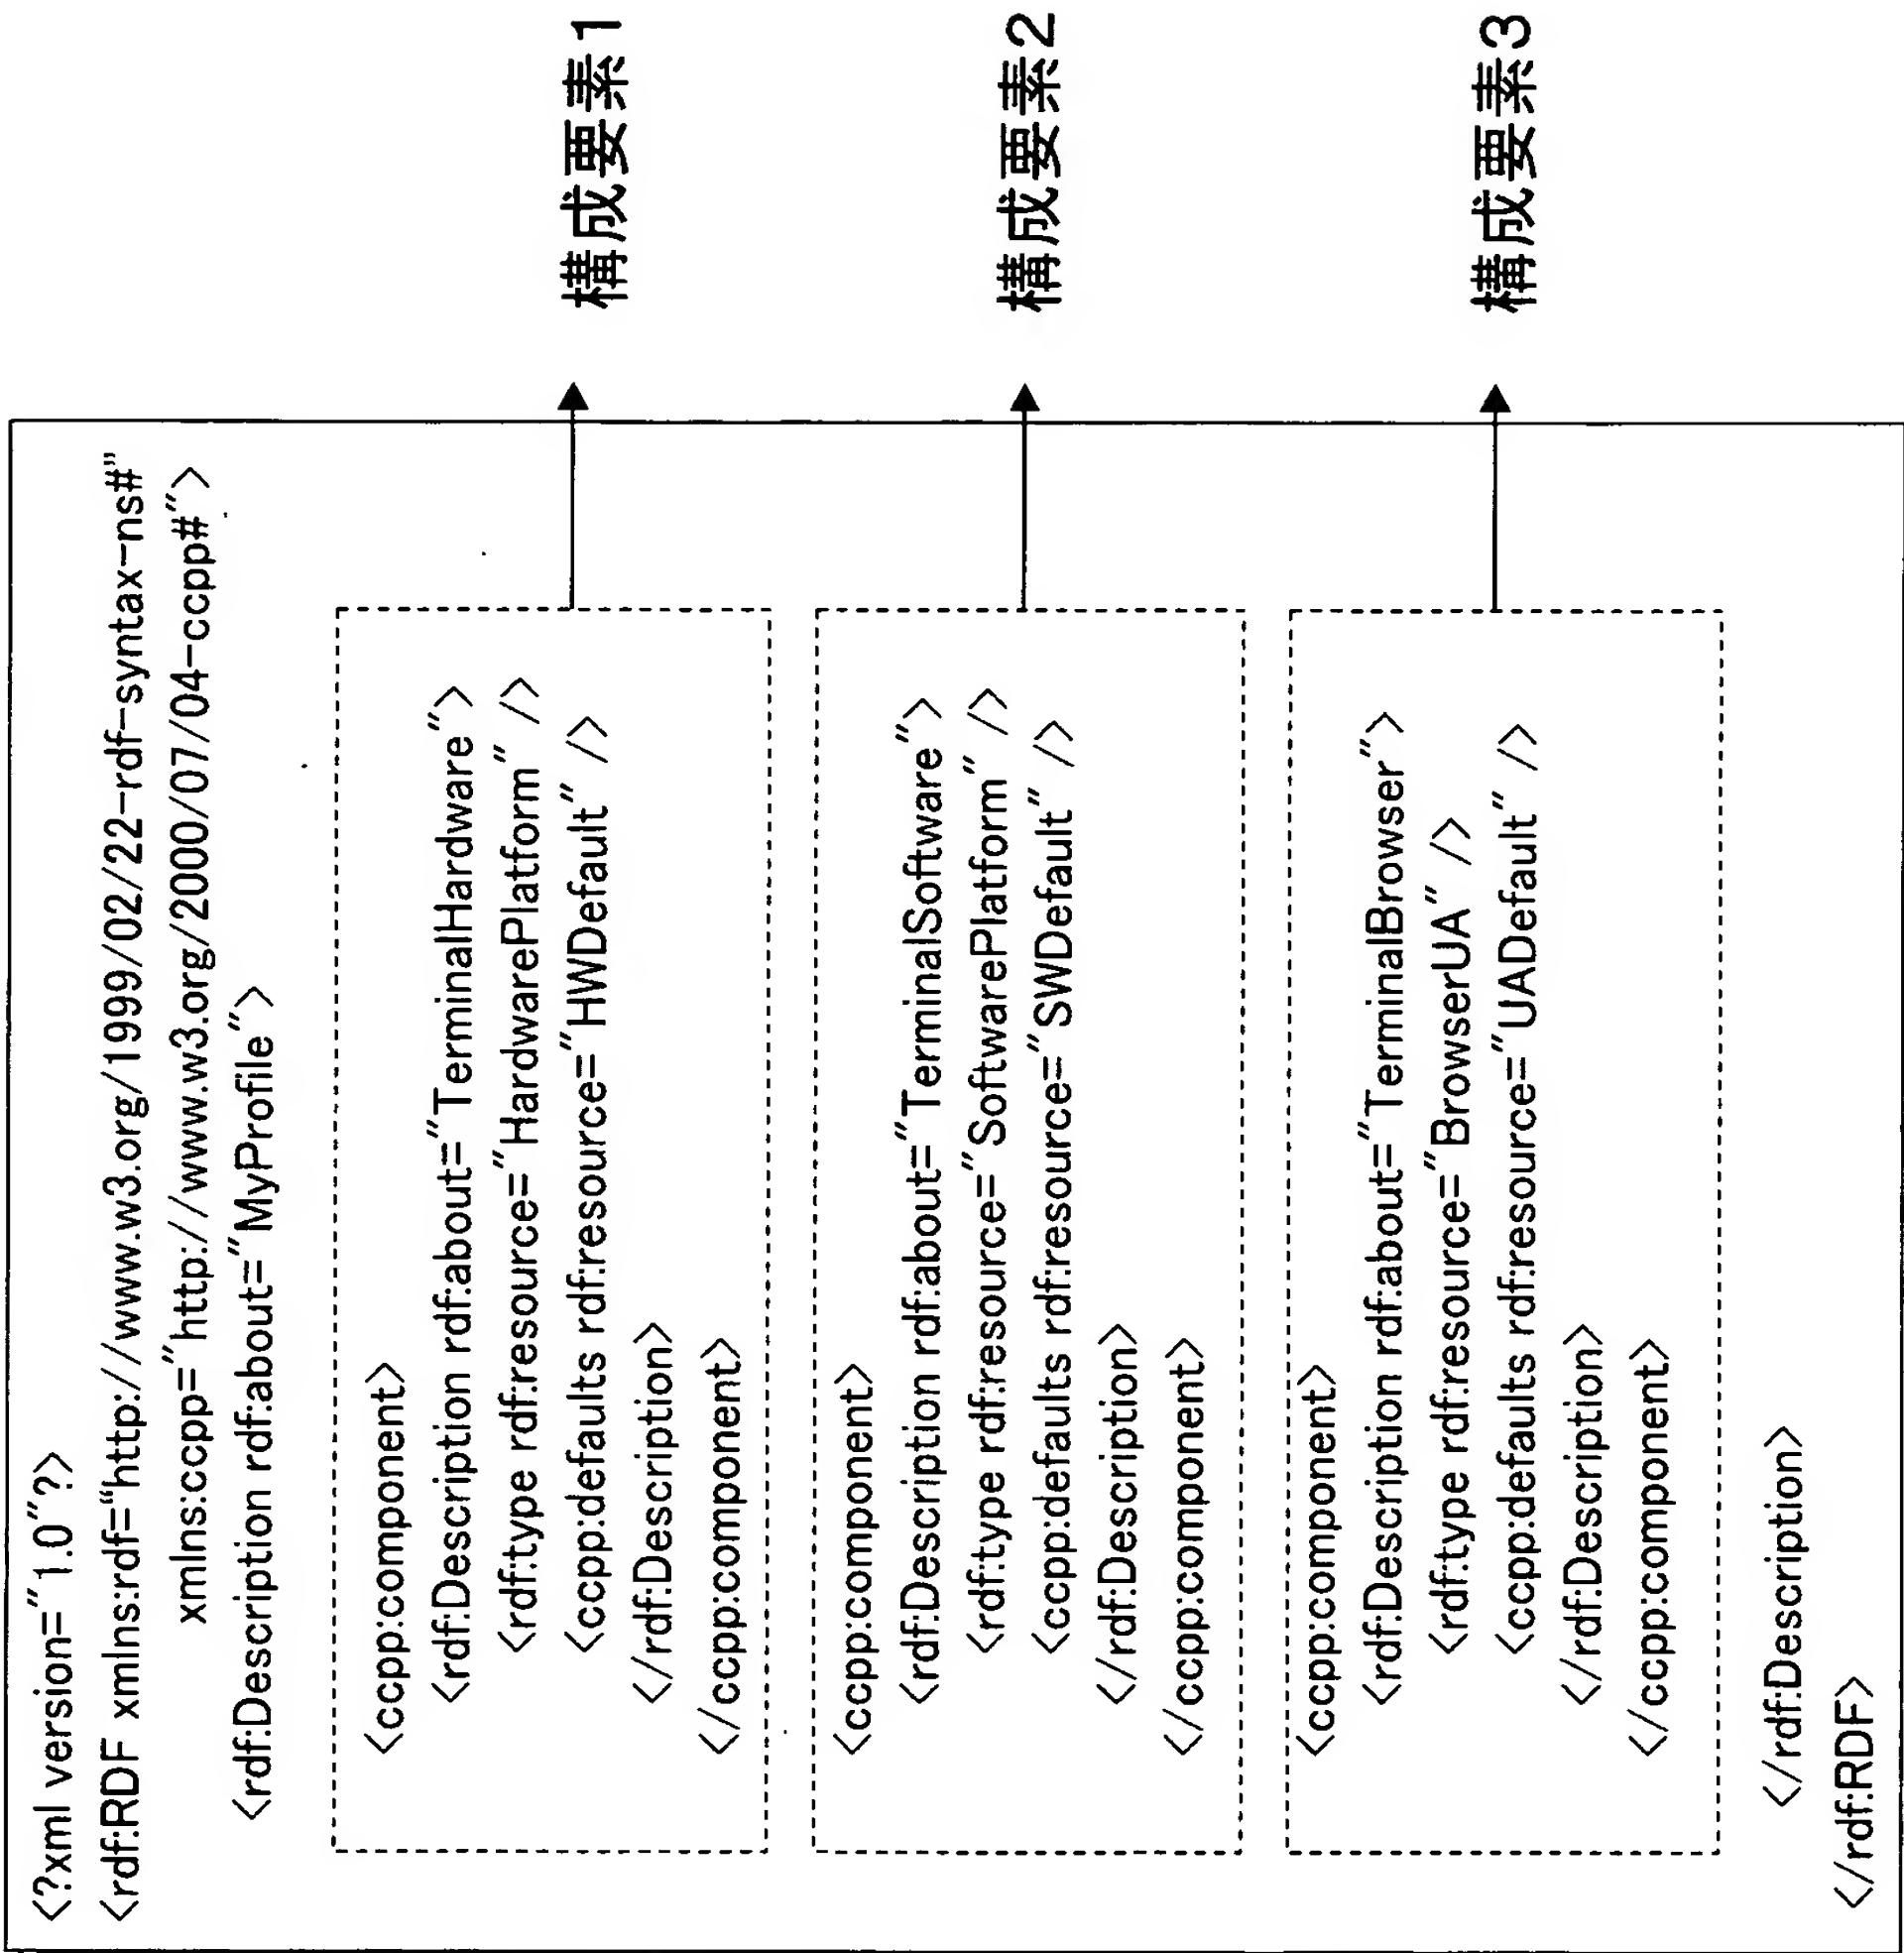 <?xml version="1.0"?>
<rdf:RDF xmlns:rdf="http://www.w3.org/1999/02/22-rdf-syntax-ns#"
xmlns:ccpp="http://www.w3.org/2000/07/04-ccpp#">
<rdf:Description rdf:about="MyProfile">
<ccpp:component>
<rdf:Description rdf:about="TerminalHardware">
<rdf:type rdf:resource="HardwarePlatform" />
<ccpp:defaults rdf:resource="HWDefault" />
</rdf:Description>
</ccpp:component>
構成要素1
<ccpp:component>
<rdf:Description rdf:about="TerminalSoftware">
<rdf:type rdf:resource="SoftwarePlatform" />
<ccpp:defaults rdf:resource="SWDefault" />
</rdf:Description>
</ccpp:component>
構成要素2
<ccpp:component>
<rdf:Description rdf:about="TerminalBrowser">
<rdf:type rdf:resource="BrowserUA" />
<ccpp:defaults rdf:resource="UADefault" />
</rdf:Description>
</ccpp:component>
構成要素3
</rdf:Description>
</rdf:RDF>